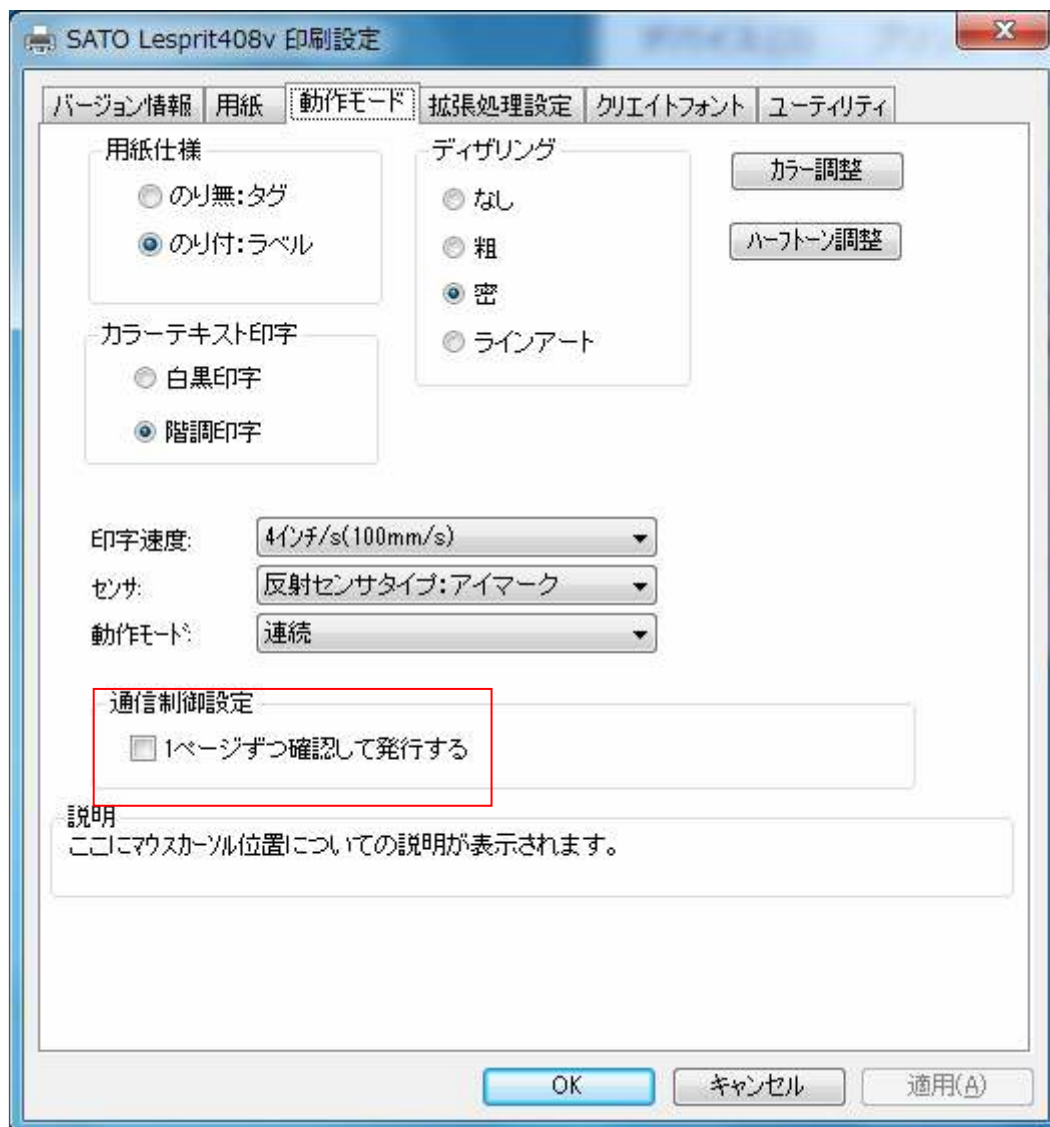 SATO Lesprit408v 印刷設定
バージョン情報 用紙 動作モード 拡張処理設定 クリエイトフォント ユーティリティ
用紙仕様
のり無:タグ
のり付:ラベル
ディザリング
なし
粗
密
ラインアート
カラー調整
ハーフトーン調整
カラーテキスト印字
白黒印字
階調印字
印字速度: 4インチ/s(100mm/s)
センサ: 反射センサタイプ:アイマーク
動作モード: 連続
通信制御設定
1ページずつ確認して発行する
説明
ここにマウスカーソル位置についての説明が表示されます。
OK キャンセル 適用(A)